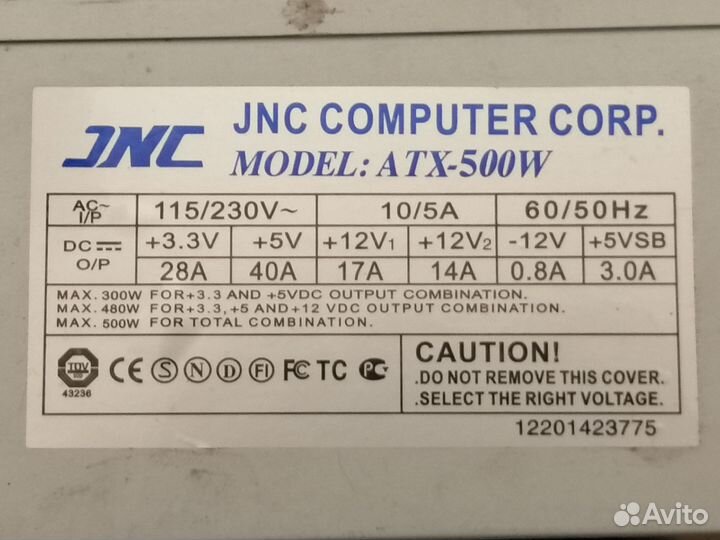 JNC JNC COMPUTER CORP.
MODEL: ATX-500W
AC~ I/P 115/230V~ 10/5A 60/50Hz
DC O/P +3.3V +5V +12V1 +12V2 -12V +5VSB
28A 40A 17A 14A 0.8A 3.0A
MAX. 300W FOR+3.3 AND +5VDC OUTPUT COMBINATION.
MAX. 480W FOR+3.3,+5 AND+12 VDC OUTPUT COMBINATION.
MAX. 500W FOR TOTAL COMBINATION.
TUV CE S N D FI FC TC PC
43236
CAUTION!
.DO NOT REMOVE THIS COVER.
.SELECT THE RIGHT VOLTAGE.
12201423775
Avito